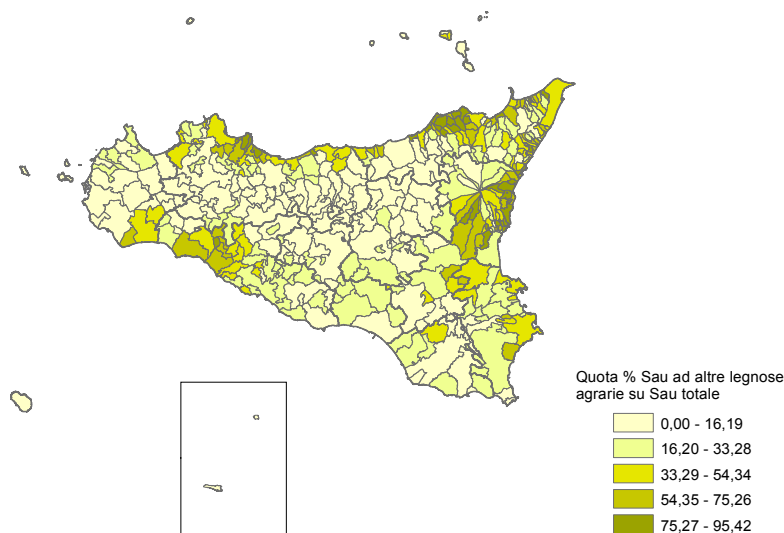 Quota % Sau ad altre legnose
agrarie su Sau totale
0,00 - 16,19
16,20 - 33,28
33,29 - 54,34
54,35 - 75,26
75,27 - 95,42